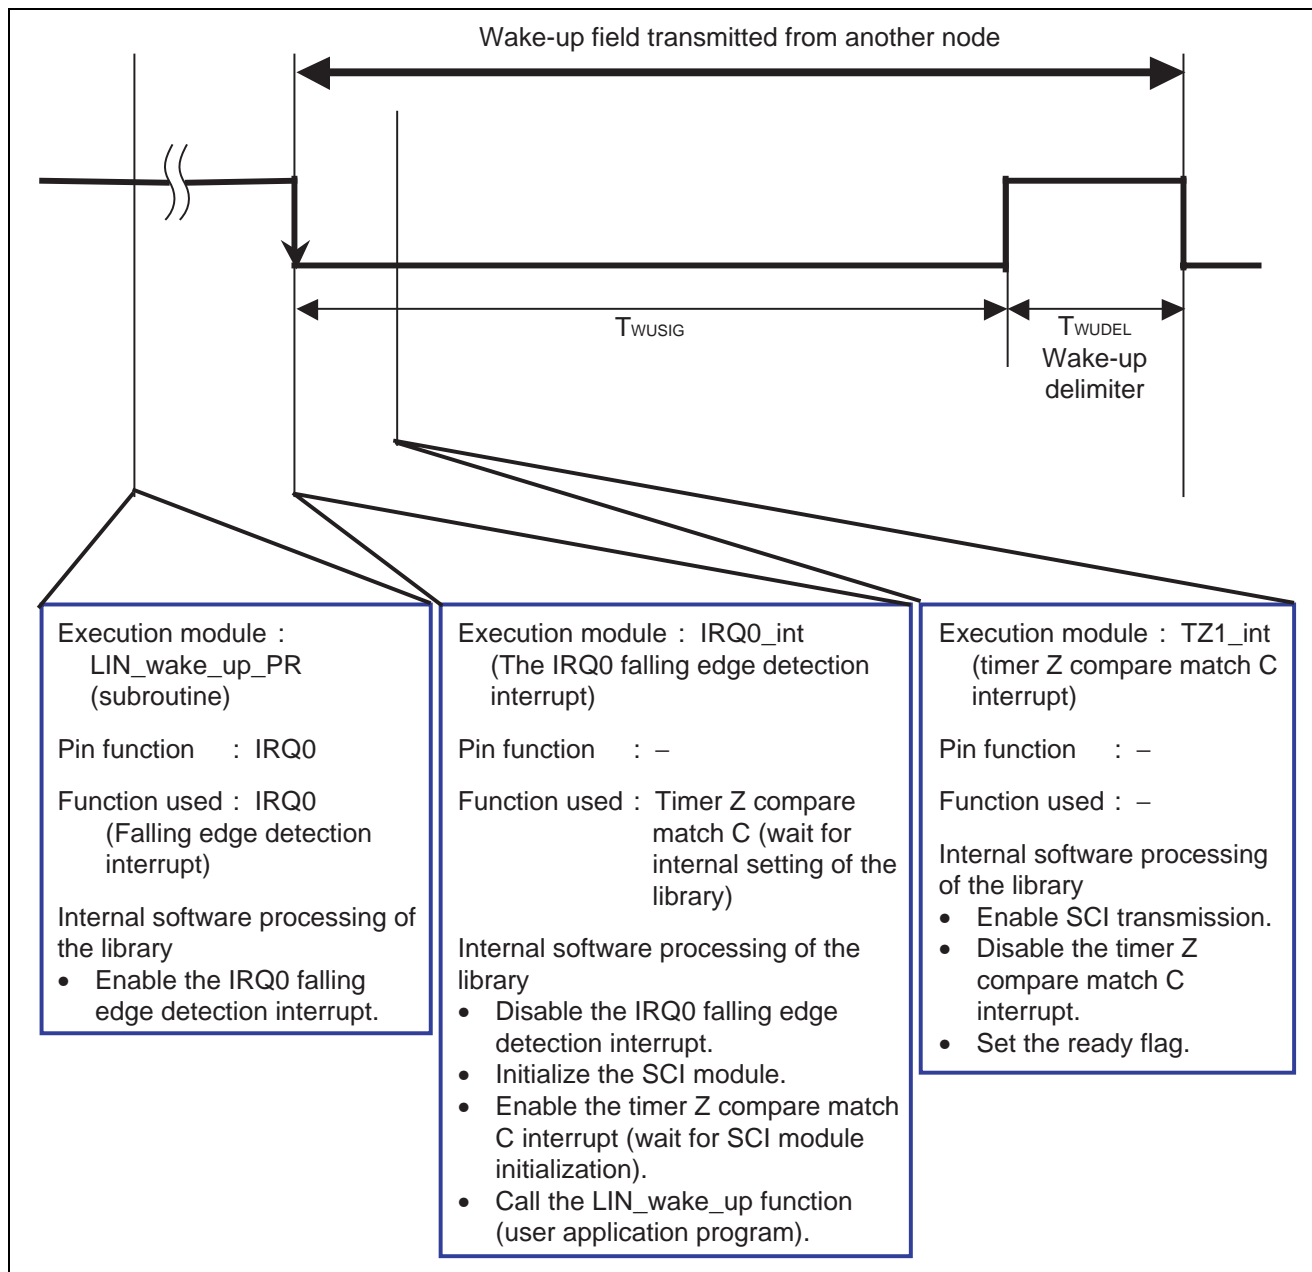 Wake-up field transmitted from another node
TWUSIG
TWUDEL
Wake-up
delimiter
Execution module :
LIN_wake_up_PR
(subroutine)
Pin function : IRQ0
Function used : IRQ0
(Falling edge detection
interrupt)
Internal software processing of
the library
• Enable the IRQ0 falling
edge detection interrupt.
Execution module : IRQ0_int
(The IRQ0 falling edge detection
interrupt)
Pin function : −
Function used : Timer Z compare
match C (wait for
internal setting of the
library)
Internal software processing of the
library
• Disable the IRQ0 falling edge
detection interrupt.
• Initialize the SCI module.
• Enable the timer Z compare match
C interrupt (wait for SCI module
initialization).
• Call the LIN_wake_up function
(user application program).
Execution module : TZ1_int
(timer Z compare match C
interrupt)
Pin function : −
Function used : −
Internal software processing
of the library
• Enable SCI transmission.
• Disable the timer Z
compare match C
interrupt.
• Set the ready flag.